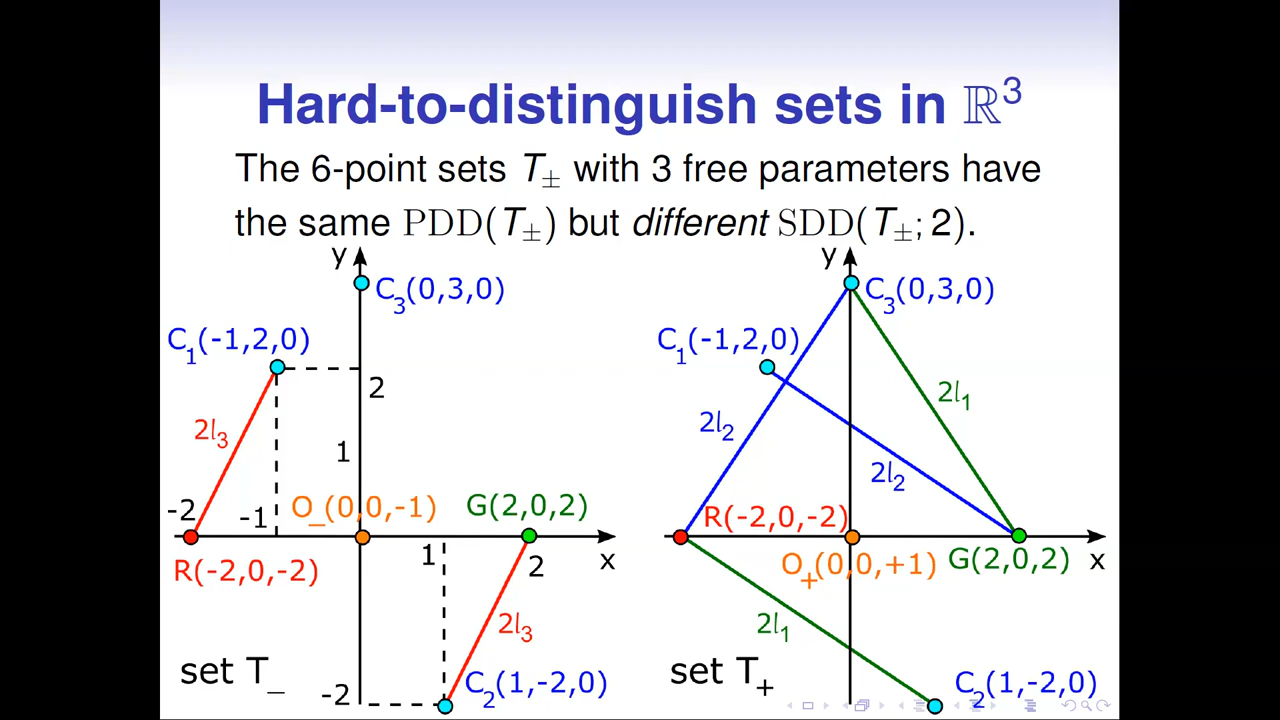 Hard-to-distinguish sets in ℝ³
The 6-point sets T± with 3 free parameters have
the same PDD(T±) but different SDD(T±; 2).
y
C₃(0,3,0)
C₁(-1,2,0)
2
2l₃
1
-2
-1
O₋(0,0,-1)
G(2,0,2)
1
2
x
R(-2,0,-2)
2l₃
set T₋
-2
C₂(1,-2,0)
y
C₃(0,3,0)
C₁(-1,2,0)
2l₁
2l₂
2l₂
R(-2,0,-2)
O₊(0,0,+1)
G(2,0,2)
x
2l₁
set T₊
C₂(1,-2,0)